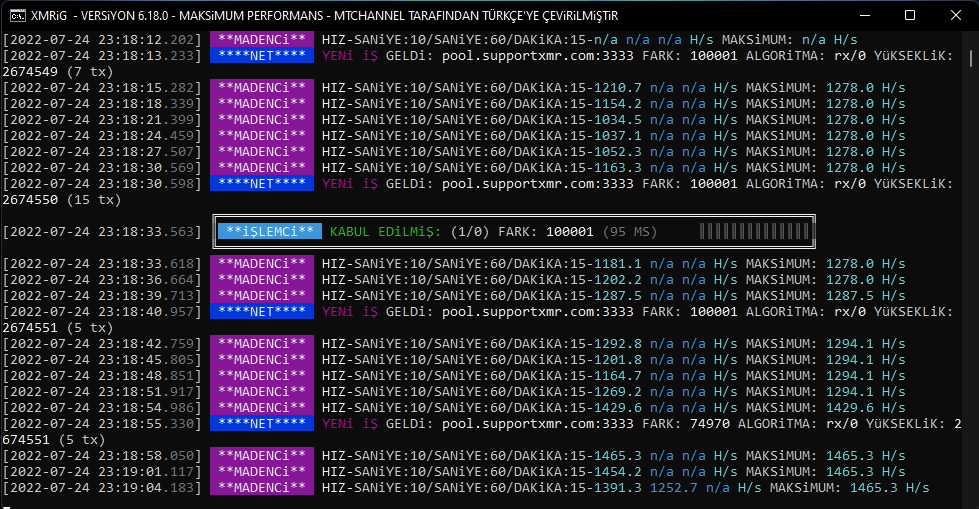 XMRiG - VERSiYON 6.18.0 - MAKSiMUM PERFORMANS - MTCHANNEL TARAFINDAN TÜRKÇE'YE ÇEViRiLMiŞTiR
[2022-07-24 23:18:12.202] **MADENCi** HIZ-SANiYE:10/SANiYE:60/DAKiKA:15-n/a n/a n/a H/s MAKSiMUM: n/a H/s
[2022-07-24 23:18:13.233] ****NET**** YENi iŞ GELDi: pool.supportxmr.com:3333 FARK: 100001 ALGORiTMA: rx/0 YüKSEKLiK:
2674549 (7 tx)
[2022-07-24 23:18:15.282] **MADENCi** HIZ-SANiYE:10/SANiYE:60/DAKiKA:15-1210.7 n/a n/a H/s MAKSiMUM: 1278.0 H/s
[2022-07-24 23:18:18.339] **MADENCi** HIZ-SANiYE:10/SANiYE:60/DAKiKA:15-1154.2 n/a n/a H/s MAKSiMUM: 1278.0 H/s
[2022-07-24 23:18:21.399] **MADENCi** HIZ-SANiYE:10/SANiYE:60/DAKiKA:15-1034.5 n/a n/a H/s MAKSiMUM: 1278.0 H/s
[2022-07-24 23:18:24.459] **MADENCi** HIZ-SANiYE:10/SANiYE:60/DAKiKA:15-1037.1 n/a n/a H/s MAKSiMUM: 1278.0 H/s
[2022-07-24 23:18:27.507] **MADENCi** HIZ-SANiYE:10/SANiYE:60/DAKiKA:15-1052.3 n/a n/a H/s MAKSiMUM: 1278.0 H/s
[2022-07-24 23:18:30.569] **MADENCi** HIZ-SANiYE:10/SANiYE:60/DAKiKA:15-1163.3 n/a n/a H/s MAKSiMUM: 1278.0 H/s
[2022-07-24 23:18:30.598] ****NET**** YENi iŞ GELDi: pool.supportxmr.com:3333 FARK: 100001 ALGORiTMA: rx/0 YüKSEKLiK:
2674550 (15 tx)
[2022-07-24 23:18:33.563] **iŞLEMCi** KABUL EDiLMiŞ: (1/0) FARK: 100001 (95 MS)
[2022-07-24 23:18:33.618] **MADENCi** HIZ-SANiYE:10/SANiYE:60/DAKiKA:15-1181.1 n/a n/a H/s MAKSiMUM: 1278.0 H/s
[2022-07-24 23:18:36.664] **MADENCi** HIZ-SANiYE:10/SANiYE:60/DAKiKA:15-1202.2 n/a n/a H/s MAKSiMUM: 1278.0 H/s
[2022-07-24 23:18:39.713] **MADENCi** HIZ-SANiYE:10/SANiYE:60/DAKiKA:15-1287.5 n/a n/a H/s MAKSiMUM: 1287.5 H/s
[2022-07-24 23:18:40.957] ****NET**** YENi iŞ GELDi: pool.supportxmr.com:3333 FARK: 100001 ALGORiTMA: rx/0 YüKSEKLiK:
2674551 (5 tx)
[2022-07-24 23:18:42.759] **MADENCi** HIZ-SANiYE:10/SANiYE:60/DAKiKA:15-1292.8 n/a n/a H/s MAKSiMUM: 1294.1 H/s
[2022-07-24 23:18:45.805] **MADENCi** HIZ-SANiYE:10/SANiYE:60/DAKiKA:15-1201.8 n/a n/a H/s MAKSiMUM: 1294.1 H/s
[2022-07-24 23:18:48.851] **MADENCi** HIZ-SANiYE:10/SANiYE:60/DAKiKA:15-1164.7 n/a n/a H/s MAKSiMUM: 1294.1 H/s
[2022-07-24 23:18:51.917] **MADENCi** HIZ-SANiYE:10/SANiYE:60/DAKiKA:15-1269.2 n/a n/a H/s MAKSiMUM: 1294.1 H/s
[2022-07-24 23:18:54.986] **MADENCi** HIZ-SANiYE:10/SANiYE:60/DAKiKA:15-1429.6 n/a n/a H/s MAKSiMUM: 1429.6 H/s
[2022-07-24 23:18:55.330] ****NET**** YENi iŞ GELDi: pool.supportxmr.com:3333 FARK: 74970 ALGORiTMA: rx/0 YüKSEKLiK: 2
674551 (5 tx)
[2022-07-24 23:18:58.050] **MADENCi** HIZ-SANiYE:10/SANiYE:60/DAKiKA:15-1465.3 n/a n/a H/s MAKSiMUM: 1465.3 H/s
[2022-07-24 23:19:01.117] **MADENCi** HIZ-SANiYE:10/SANiYE:60/DAKiKA:15-1454.2 n/a n/a H/s MAKSiMUM: 1465.3 H/s
[2022-07-24 23:19:04.183] **MADENCi** HIZ-SANiYE:10/SANiYE:60/DAKiKA:15-1391.3 1252.7 n/a H/s MAKSiMUM: 1465.3 H/s